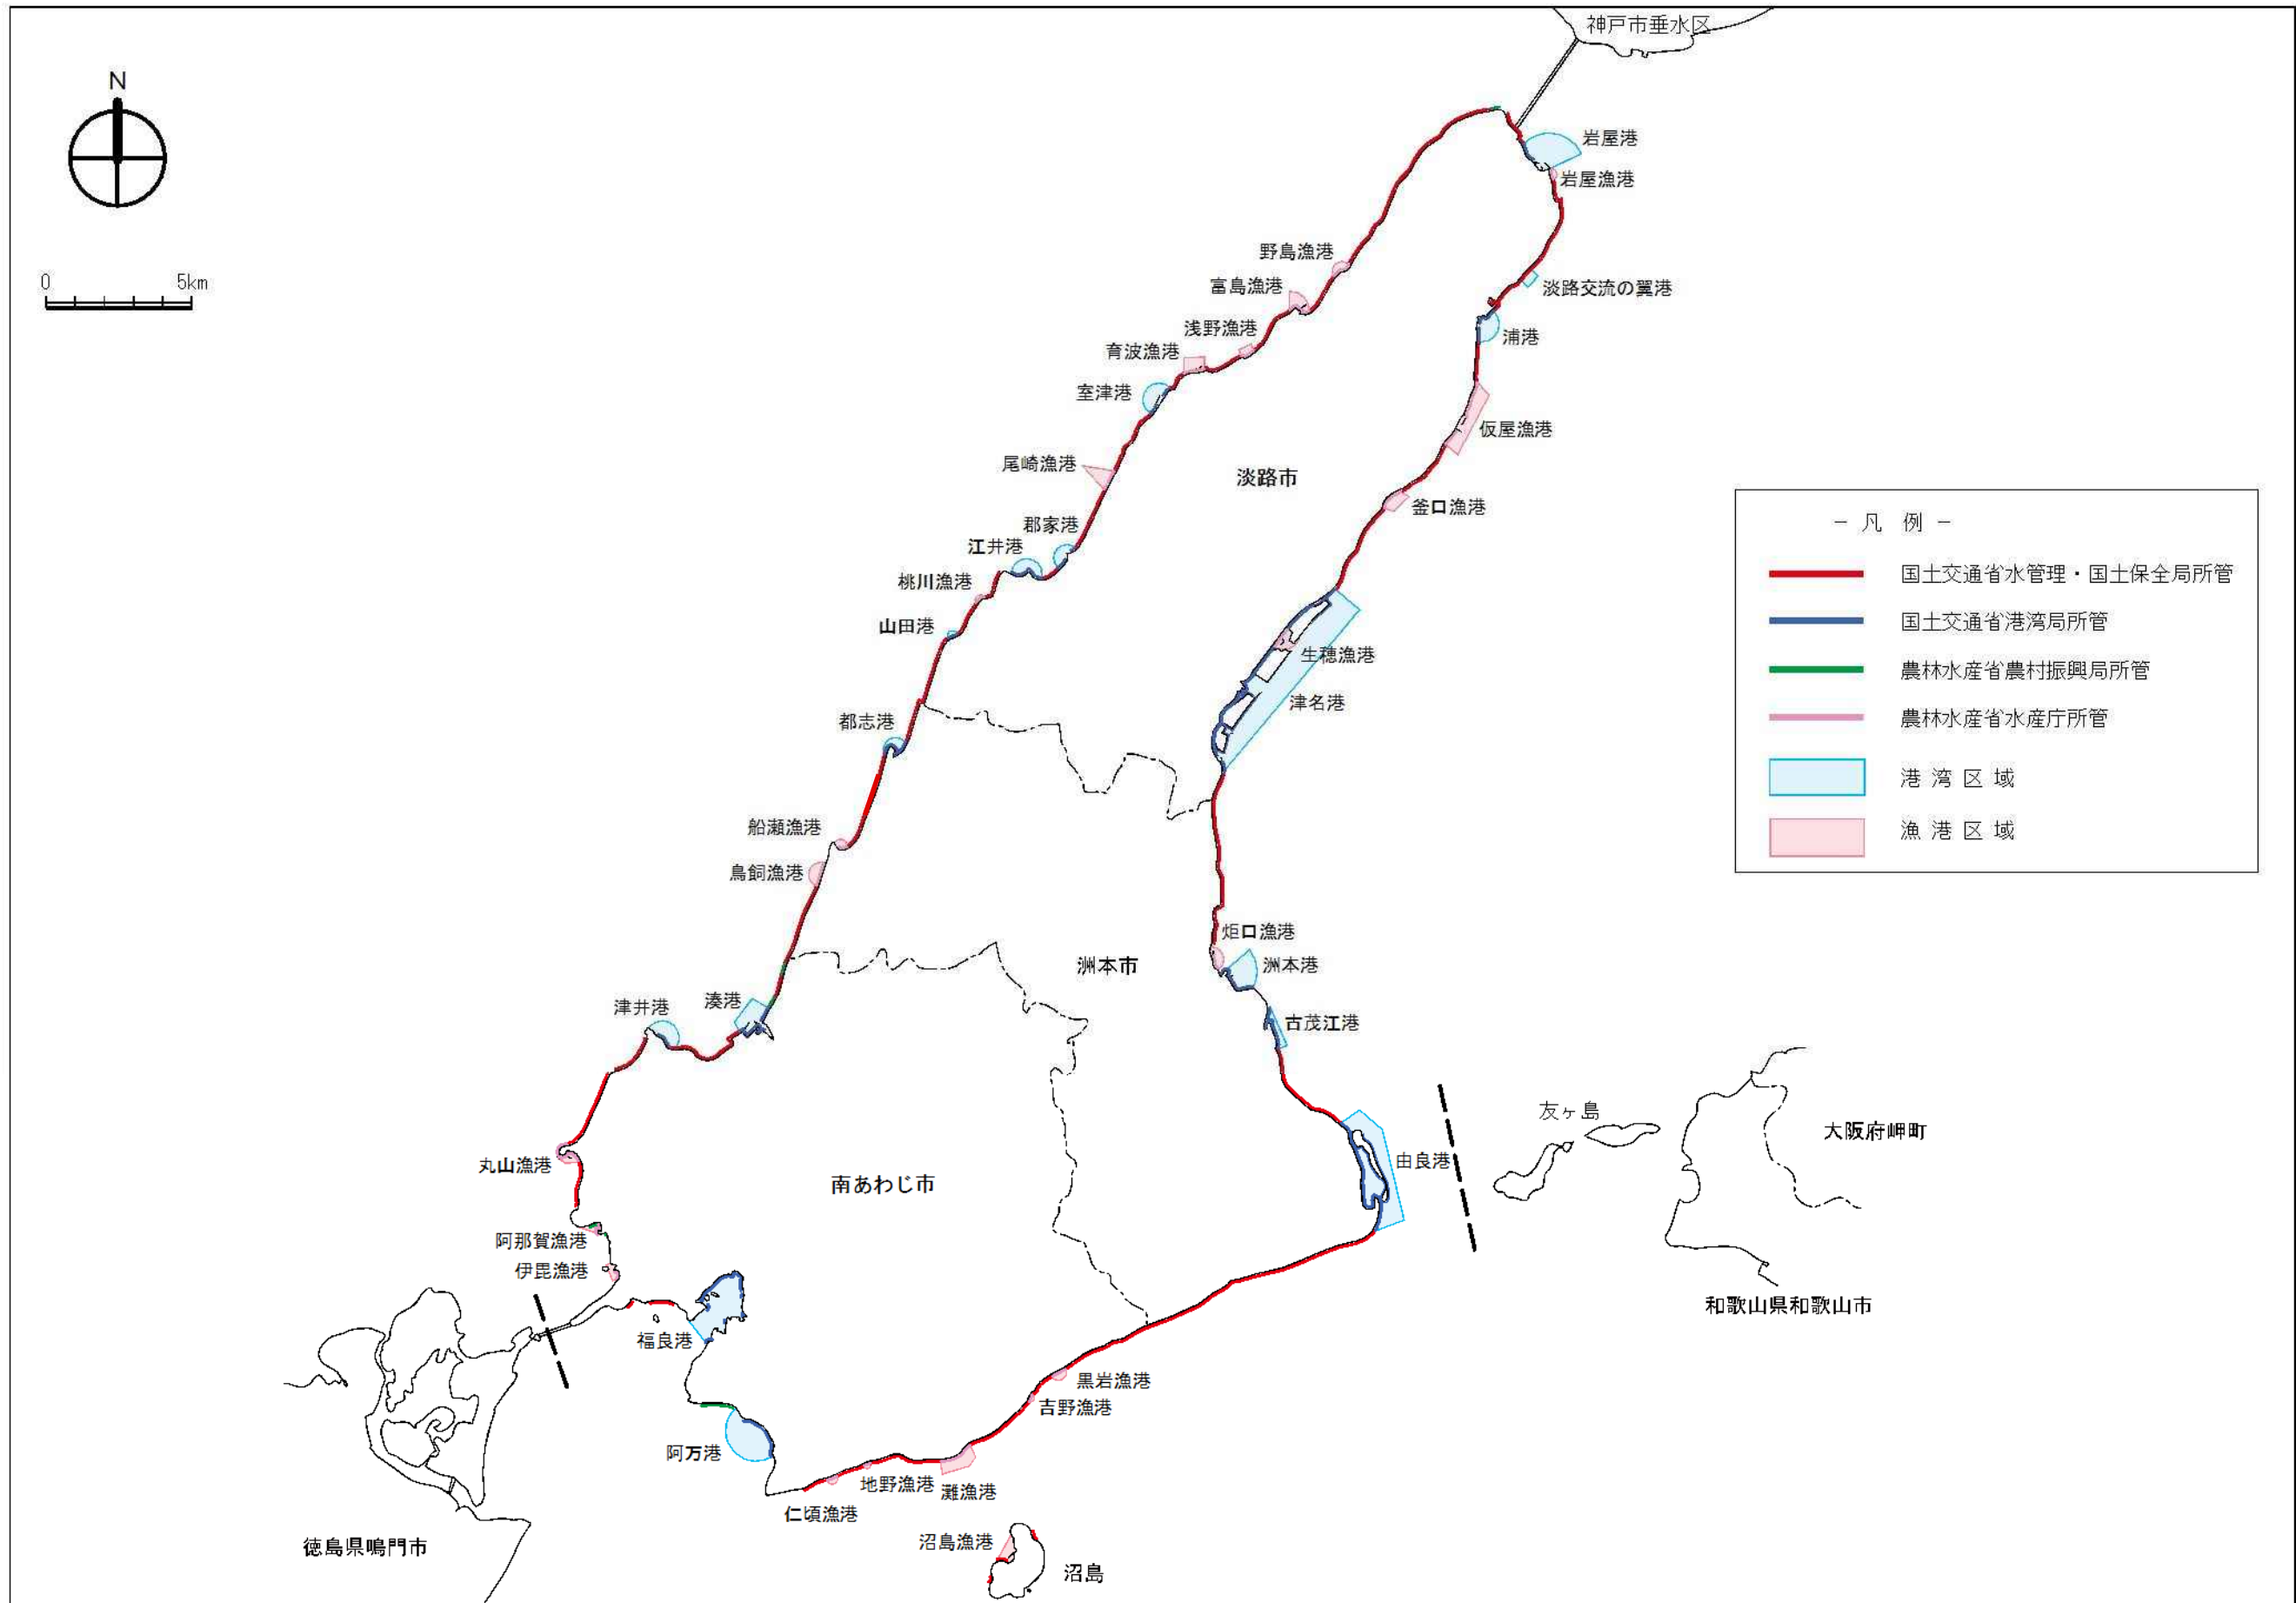 神戸市垂水区
N
岩屋港
岩屋漁港
野島漁港
0 5km
富島漁港
淡路交流の翼港
浅野漁港
浦港
育波漁港
室津港
仮屋漁港
尾崎漁港
淡路市
釜口漁港
郡家港
江井港
桃川漁港
山田港
生穂漁港
津名港
都志港
船瀬漁港
鳥飼漁港
炬口漁港
洲本市
洲本港
湊港
津井港
古茂江港
友ヶ島
大阪府岬町
由良港
丸山漁港
南あわじ市
阿那賀漁港
伊毘漁港
和歌山県和歌山市
福良港
黒岩漁港
吉野漁港
阿万港
地野漁港
灘漁港
仁頃漁港
沼島漁港
徳島県鳴門市
沼島
- 凡 例 -
国土交通省水管理・国土保全局所管
国土交通省港湾局所管
農林水産省農村振興局所管
農林水産省水産庁所管
港 湾 区 域
漁 港 区 域